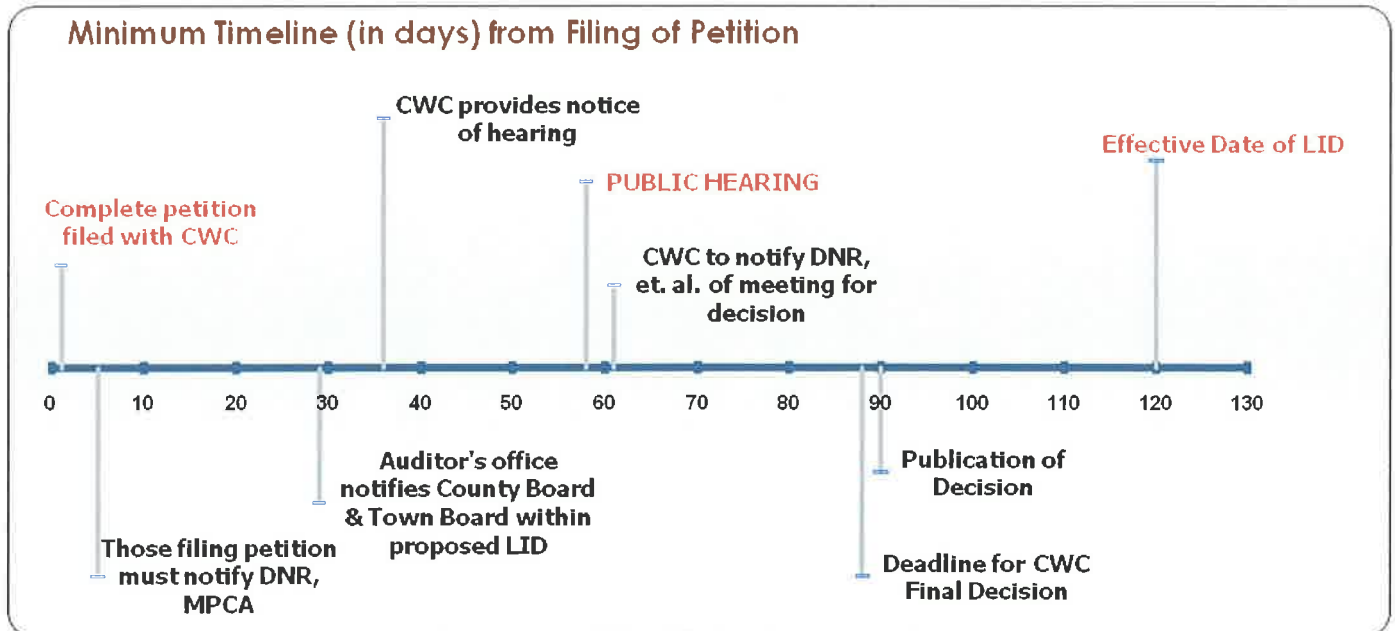 Minimum Timeline (in days) from Filing of Petition
CWC provides notice
of hearing
Effective Date of LID
PUBLIC HEARING
Complete petition
filed with CWC
CWC to notify DNR,
et. al. of meeting for
decision
0 10 20 30 40 50 60 70 80 90 100 110 120 130
Auditor's office
notifies County Board
& Town Board within
proposed LID
Publication of
Decision
Those filing petition
must notify DNR,
MPCA
Deadline for CWC
Final Decision